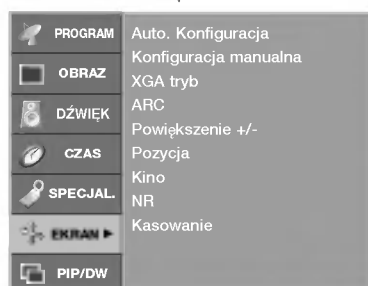 PROGRAM
OBRAZ
DŹWIĘK
CZAS
SPECJAL.
EKRAN ►
PIP/DW
Auto. Konfiguracja
Konfiguracja manualna
XGA tryb
ARC
Powiększenie +/-
Pozycja
Kino
NR
Kasowanie